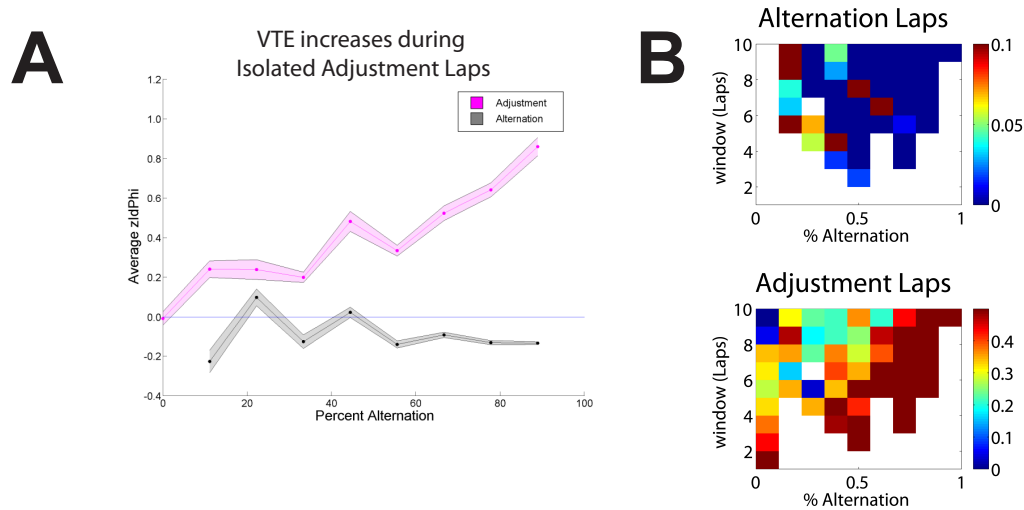 A
VTE increases during
Isolated Adjustment Laps
1.2
1.0
0.8
0.6
0.4
0.2
0.0
-0.2
-0.4
Average zIdPhi
Adjustment
Alternation
0
20
40
60
80
100
Percent Alternation
B
Alternation Laps
10
8
6
4
2
window (Laps)
0
0.5
1
% Alternation
0.1
0.05
0
Adjustment Laps
10
8
6
4
2
window (Laps)
0
0.5
1
% Alternation
0.4
0.3
0.2
0.1
0